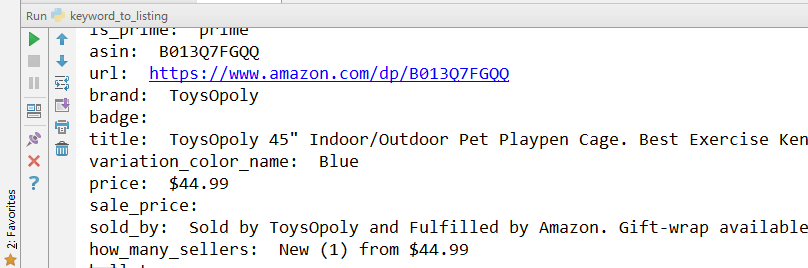 Run keyword_to_listing
is_prime:  prime
asin:  B013Q7FGQQ
url:  https://www.amazon.com/dp/B013Q7FGQQ
brand:  ToysOpoly
badge:
title:  ToysOpoly 45" Indoor/Outdoor Pet Playpen Cage. Best Exercise Ken
variation_color_name:  Blue
price:  $44.99
sale_price:
sold_by:  Sold by ToysOpoly and Fulfilled by Amazon. Gift-wrap available
how_many_sellers:  New (1) from $44.99
2: Favorites